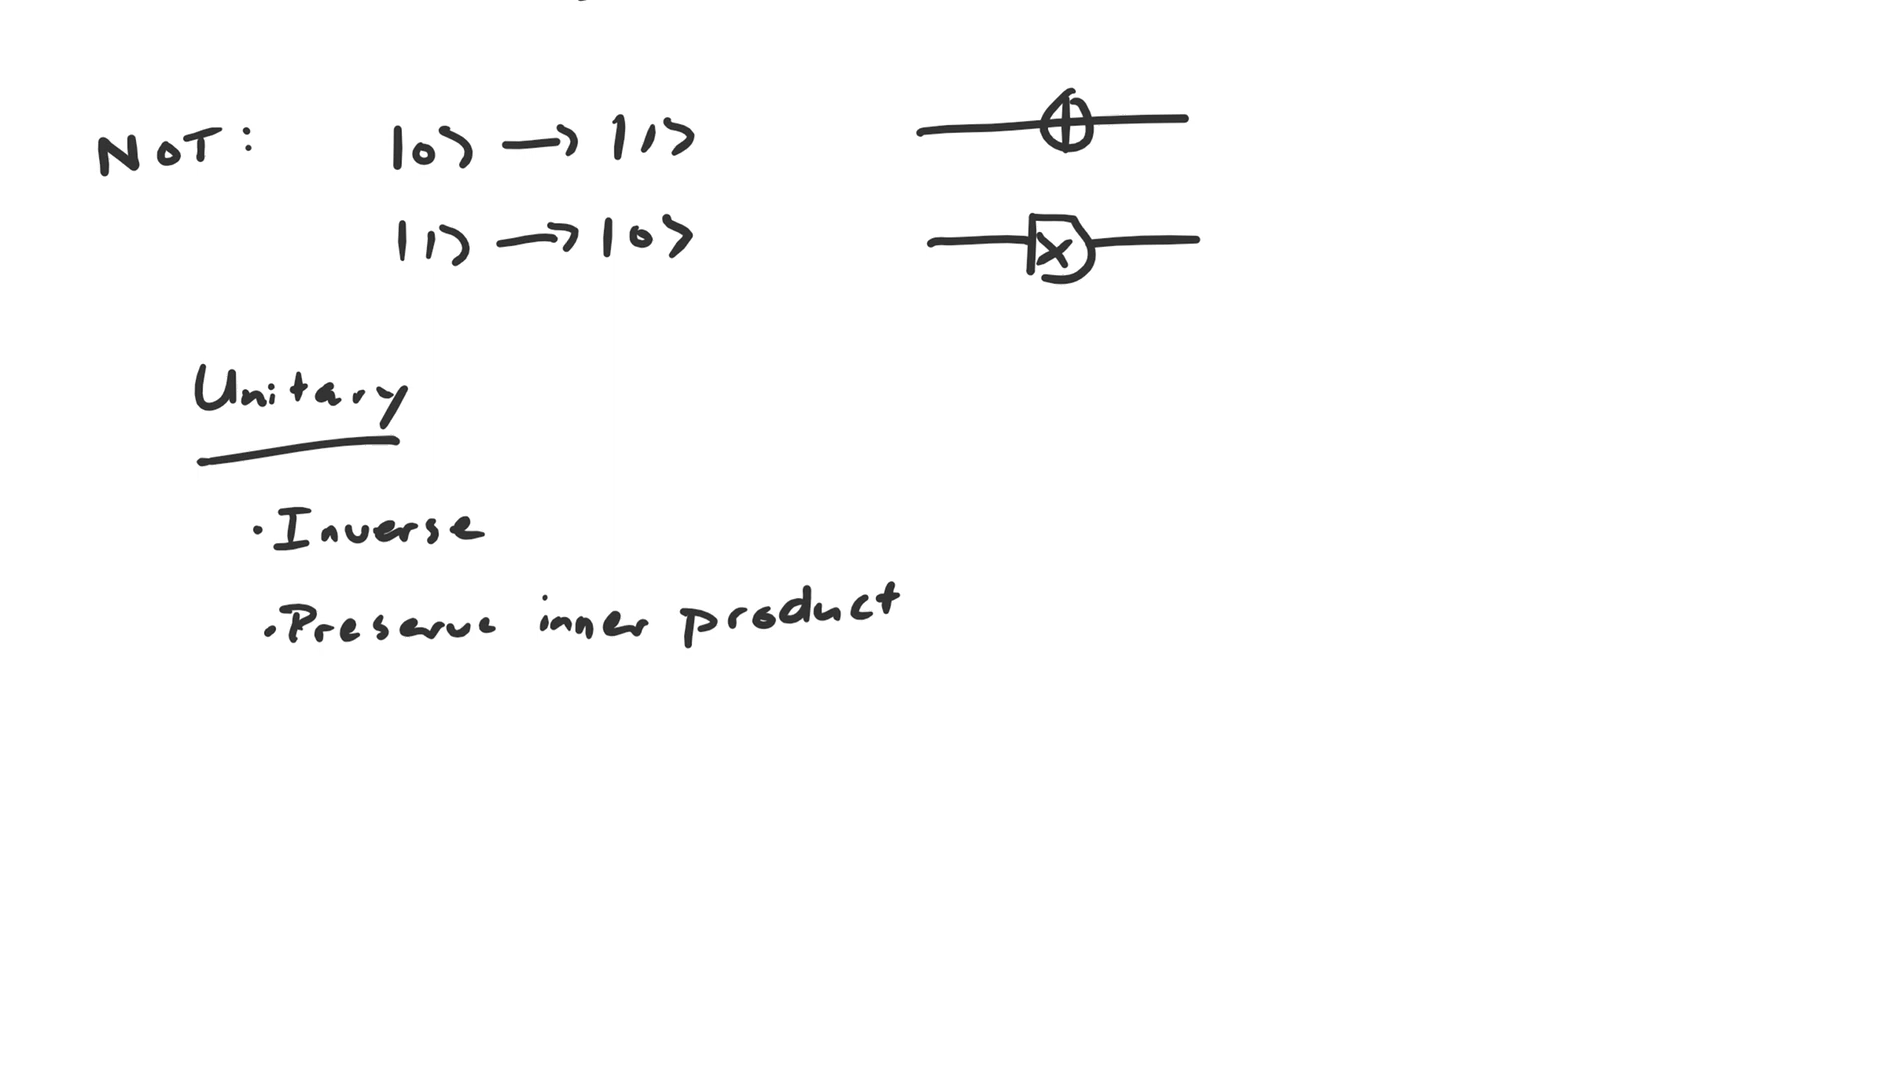 NOT: |0⟩ → |1⟩
|1⟩ → |0⟩
X
Unitary
· Inverse
· Preserve inner product